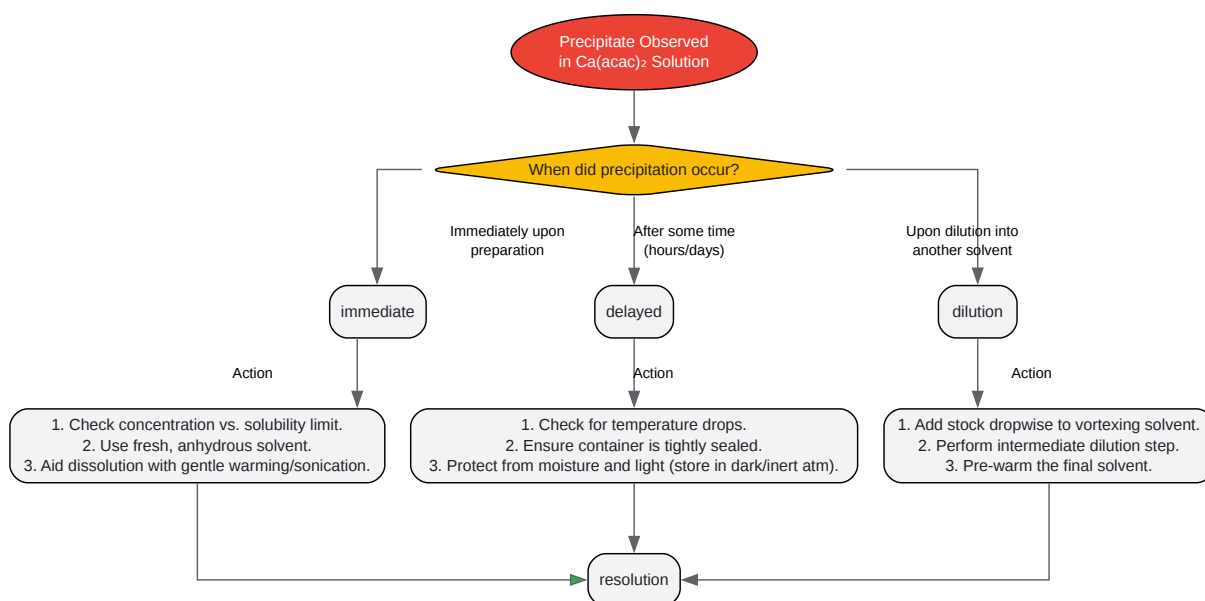 Precipitate Observed
in Ca(acac)₂ Solution
When did precipitation occur?
Immediately upon
preparation
After some time
(hours/days)
Upon dilution into
another solvent
immediate
delayed
dilution
Action
Action
Action
1. Check concentration vs. solubility limit.
2. Use fresh, anhydrous solvent.
3. Aid dissolution with gentle warming/sonication.
1. Check for temperature drops.
2. Ensure container is tightly sealed.
3. Protect from moisture and light (store in dark/inert atm).
1. Add stock dropwise to vortexing solvent.
2. Perform intermediate dilution step.
3. Pre-warm the final solvent.
resolution